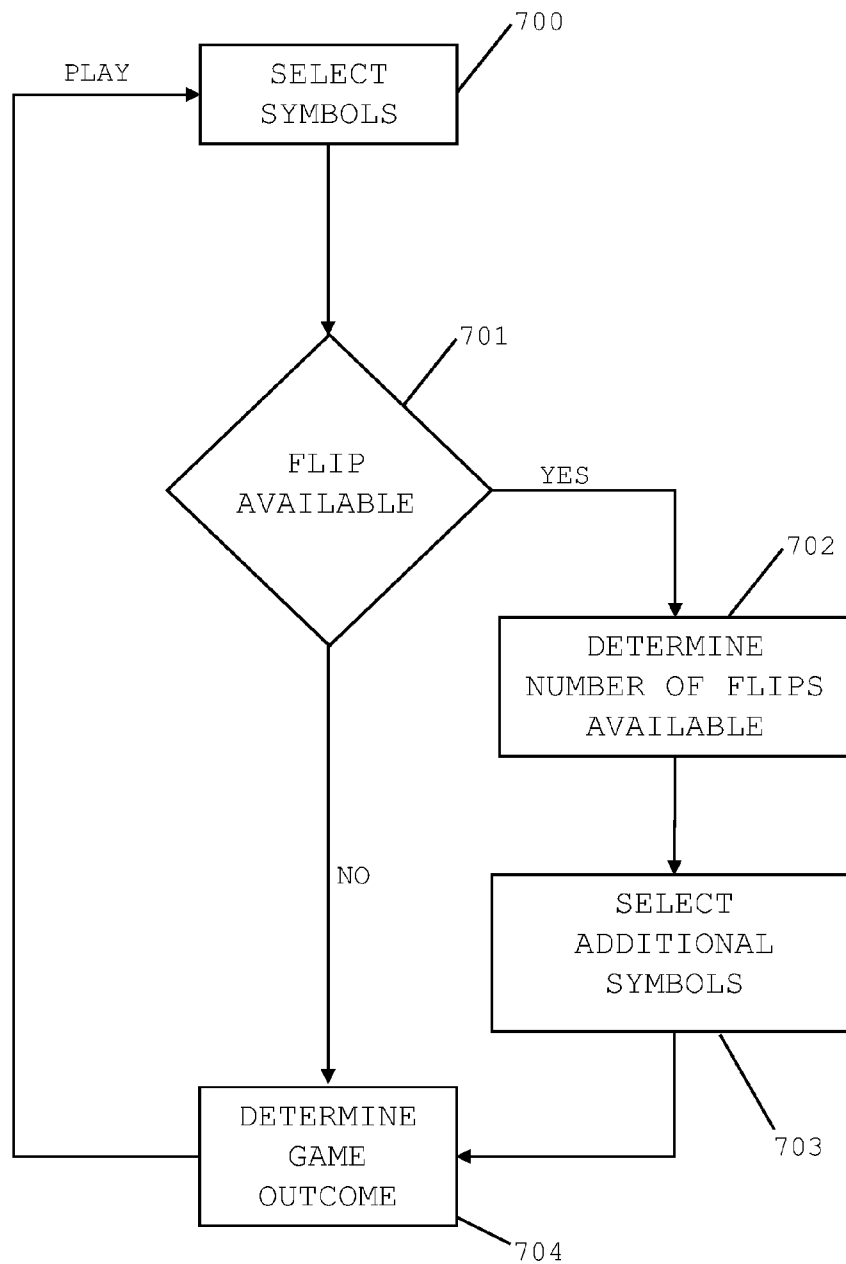 700
PLAY
SELECT
SYMBOLS
701
FLIP
AVAILABLE
YES
702
DETERMINE
NUMBER OF FLIPS
AVAILABLE
NO
SELECT
ADDITIONAL
SYMBOLS
703
DETERMINE
GAME
OUTCOME
704